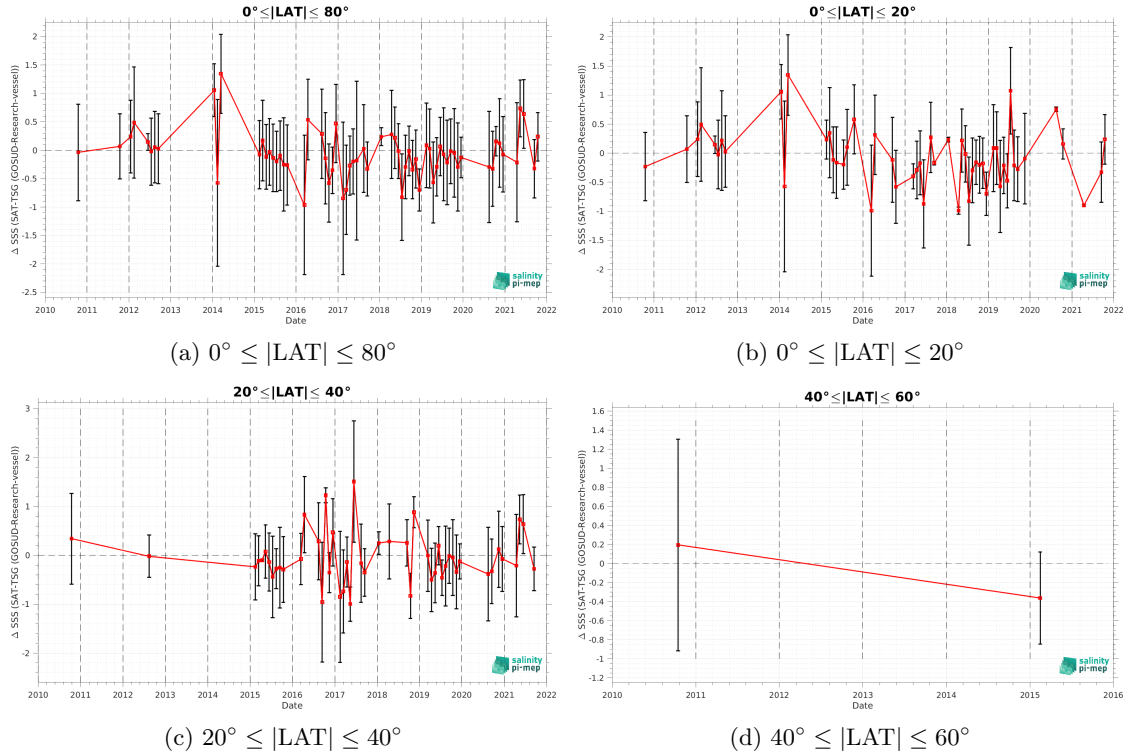 0°≤|LAT|≤ 80°
Δ SSS (SAT-TSG (GOSUD-Research-vessel))
2
1.5
1
0.5
0
-0.5
-1
-1.5
-2
-2.5
2010 2011 2012 2013 2014 2015 2016 2017 2018 2019 2020 2021 2022
Date
salinity
pi-mep
(a) 0° ≤ |LAT| ≤ 80°
0°≤|LAT|≤ 20°
Δ SSS (SAT-TSG (GOSUD-Research-vessel))
2
1.5
1
0.5
0
-0.5
-1
-1.5
-2
2010 2011 2012 2013 2014 2015 2016 2017 2018 2019 2020 2021 2022
Date
salinity
pi-mep
(b) 0° ≤ |LAT| ≤ 20°
20°≤|LAT|≤ 40°
Δ SSS (SAT-TSG (GOSUD-Research-vessel))
3
2
1
0
-1
-2
2010 2011 2012 2013 2014 2015 2016 2017 2018 2019 2020 2021 2022
Date
salinity
pi-mep
(c) 20° ≤ |LAT| ≤ 40°
40°≤|LAT|≤ 60°
Δ SSS (SAT-TSG (GOSUD-Research-vessel))
1.6
1.4
1.2
1
0.8
0.6
0.4
0.2
0
-0.2
-0.4
-0.6
-0.8
-1
-1.2
2010 2011 2012 2013 2014 2015 2016
Date
salinity
pi-mep
(d) 40° ≤ |LAT| ≤ 60°